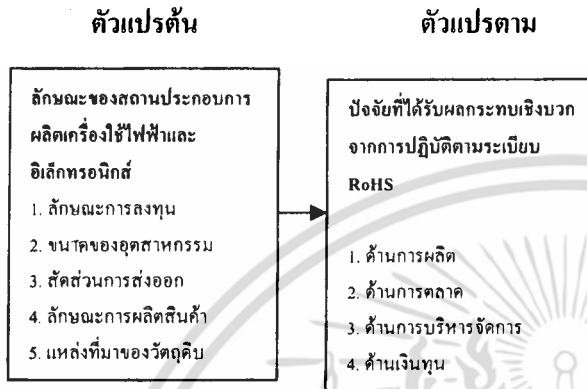 ตัวแปรต้น
ตัวแปรตาม
ลักษณะของสถานประกอบการ
ผลิตเครื่องใช้ไฟฟ้าและ
อิเล็กทรอนิกส์
1. ลักษณะการลงทุน
2. ขนาดของอุตสาหกรรม
3. สัดส่วนการส่งออก
4. ลักษณะการผลิตสินค้า
5. แหล่งที่มาของวัตถุดิบ
ปัจจัยที่ได้รับผลกระทบเชิงบวก
จากการปฏิบัติตามระเบียบ
RoHS
1. ด้านการผลิต
2. ด้านการตลาด
3. ด้านการบริหารจัดการ
4. ด้านเงินทุน